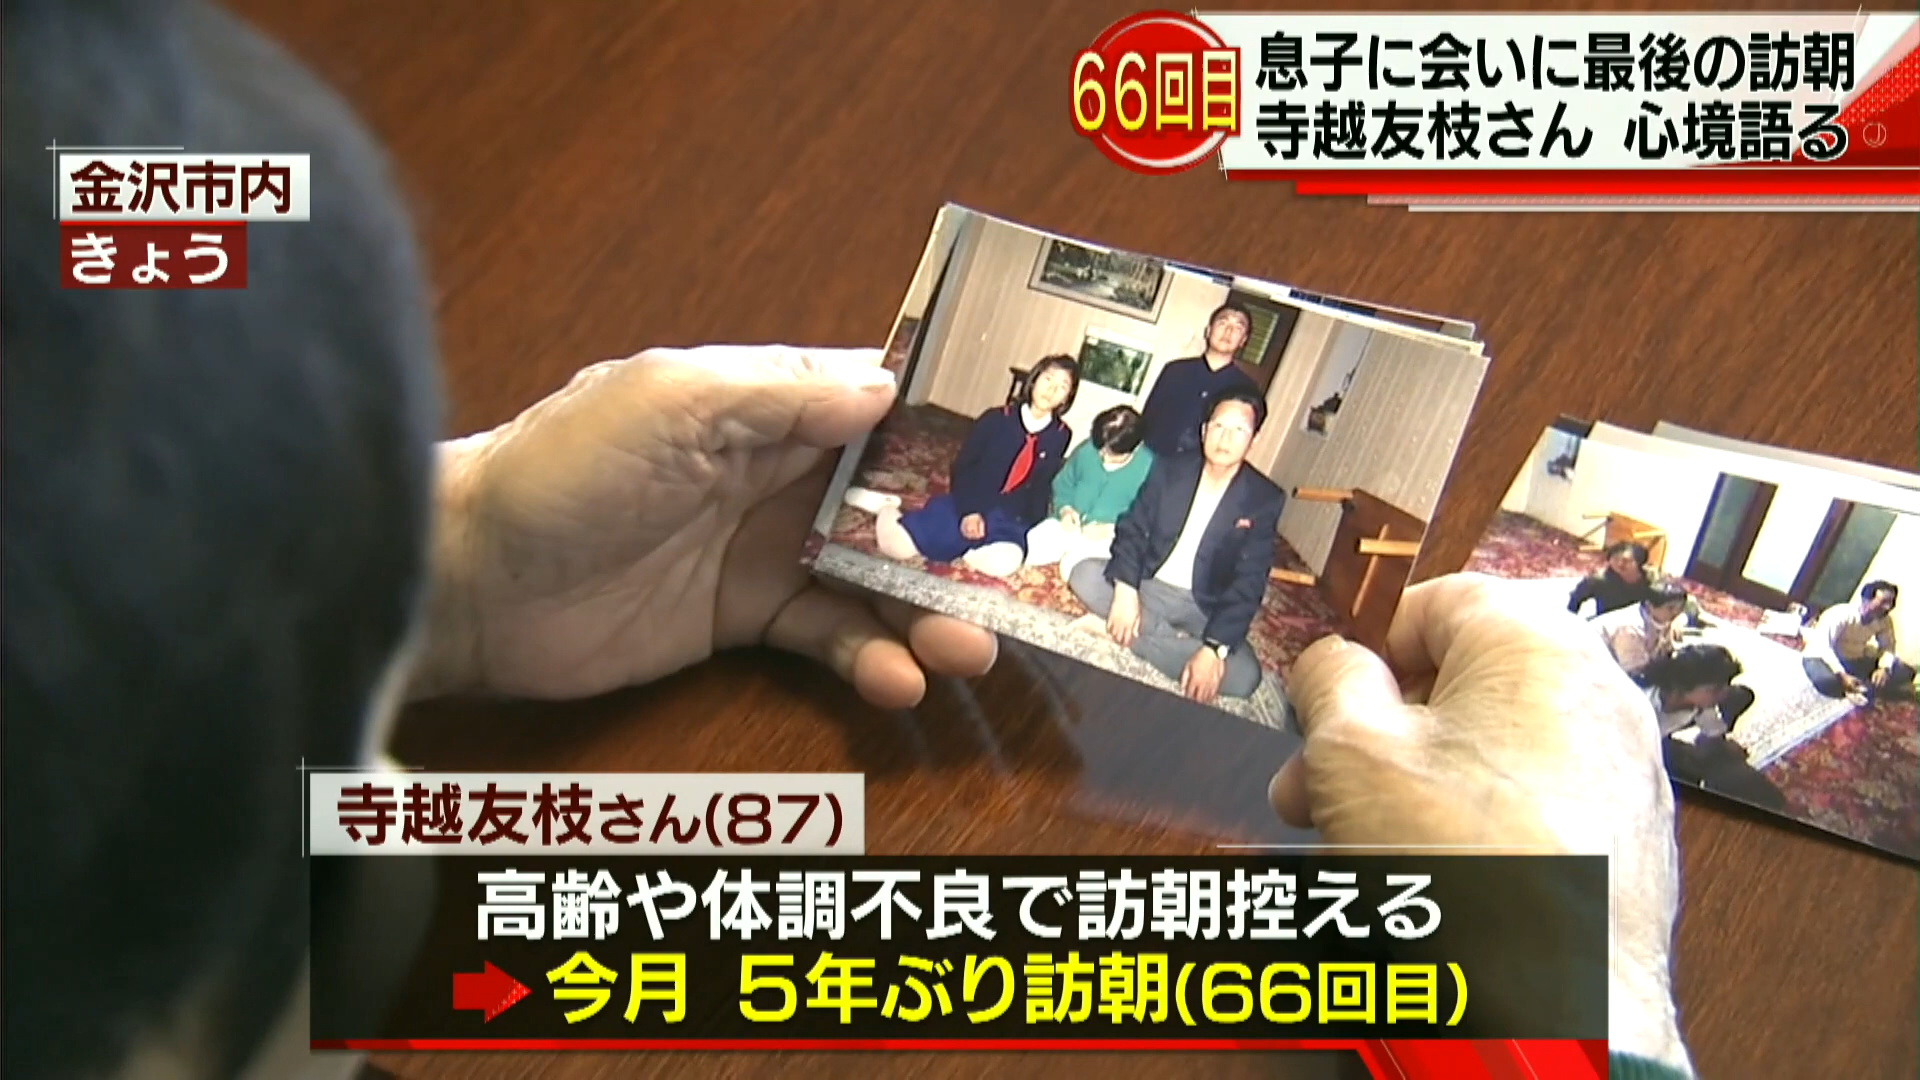 66回目
息子に会いに最後の訪朝
寺越友枝さん 心境語る
金沢市内
きょう
寺越友枝さん(87)
高齢や体調不良で訪朝控える
今月 5年ぶり訪朝(66回目)